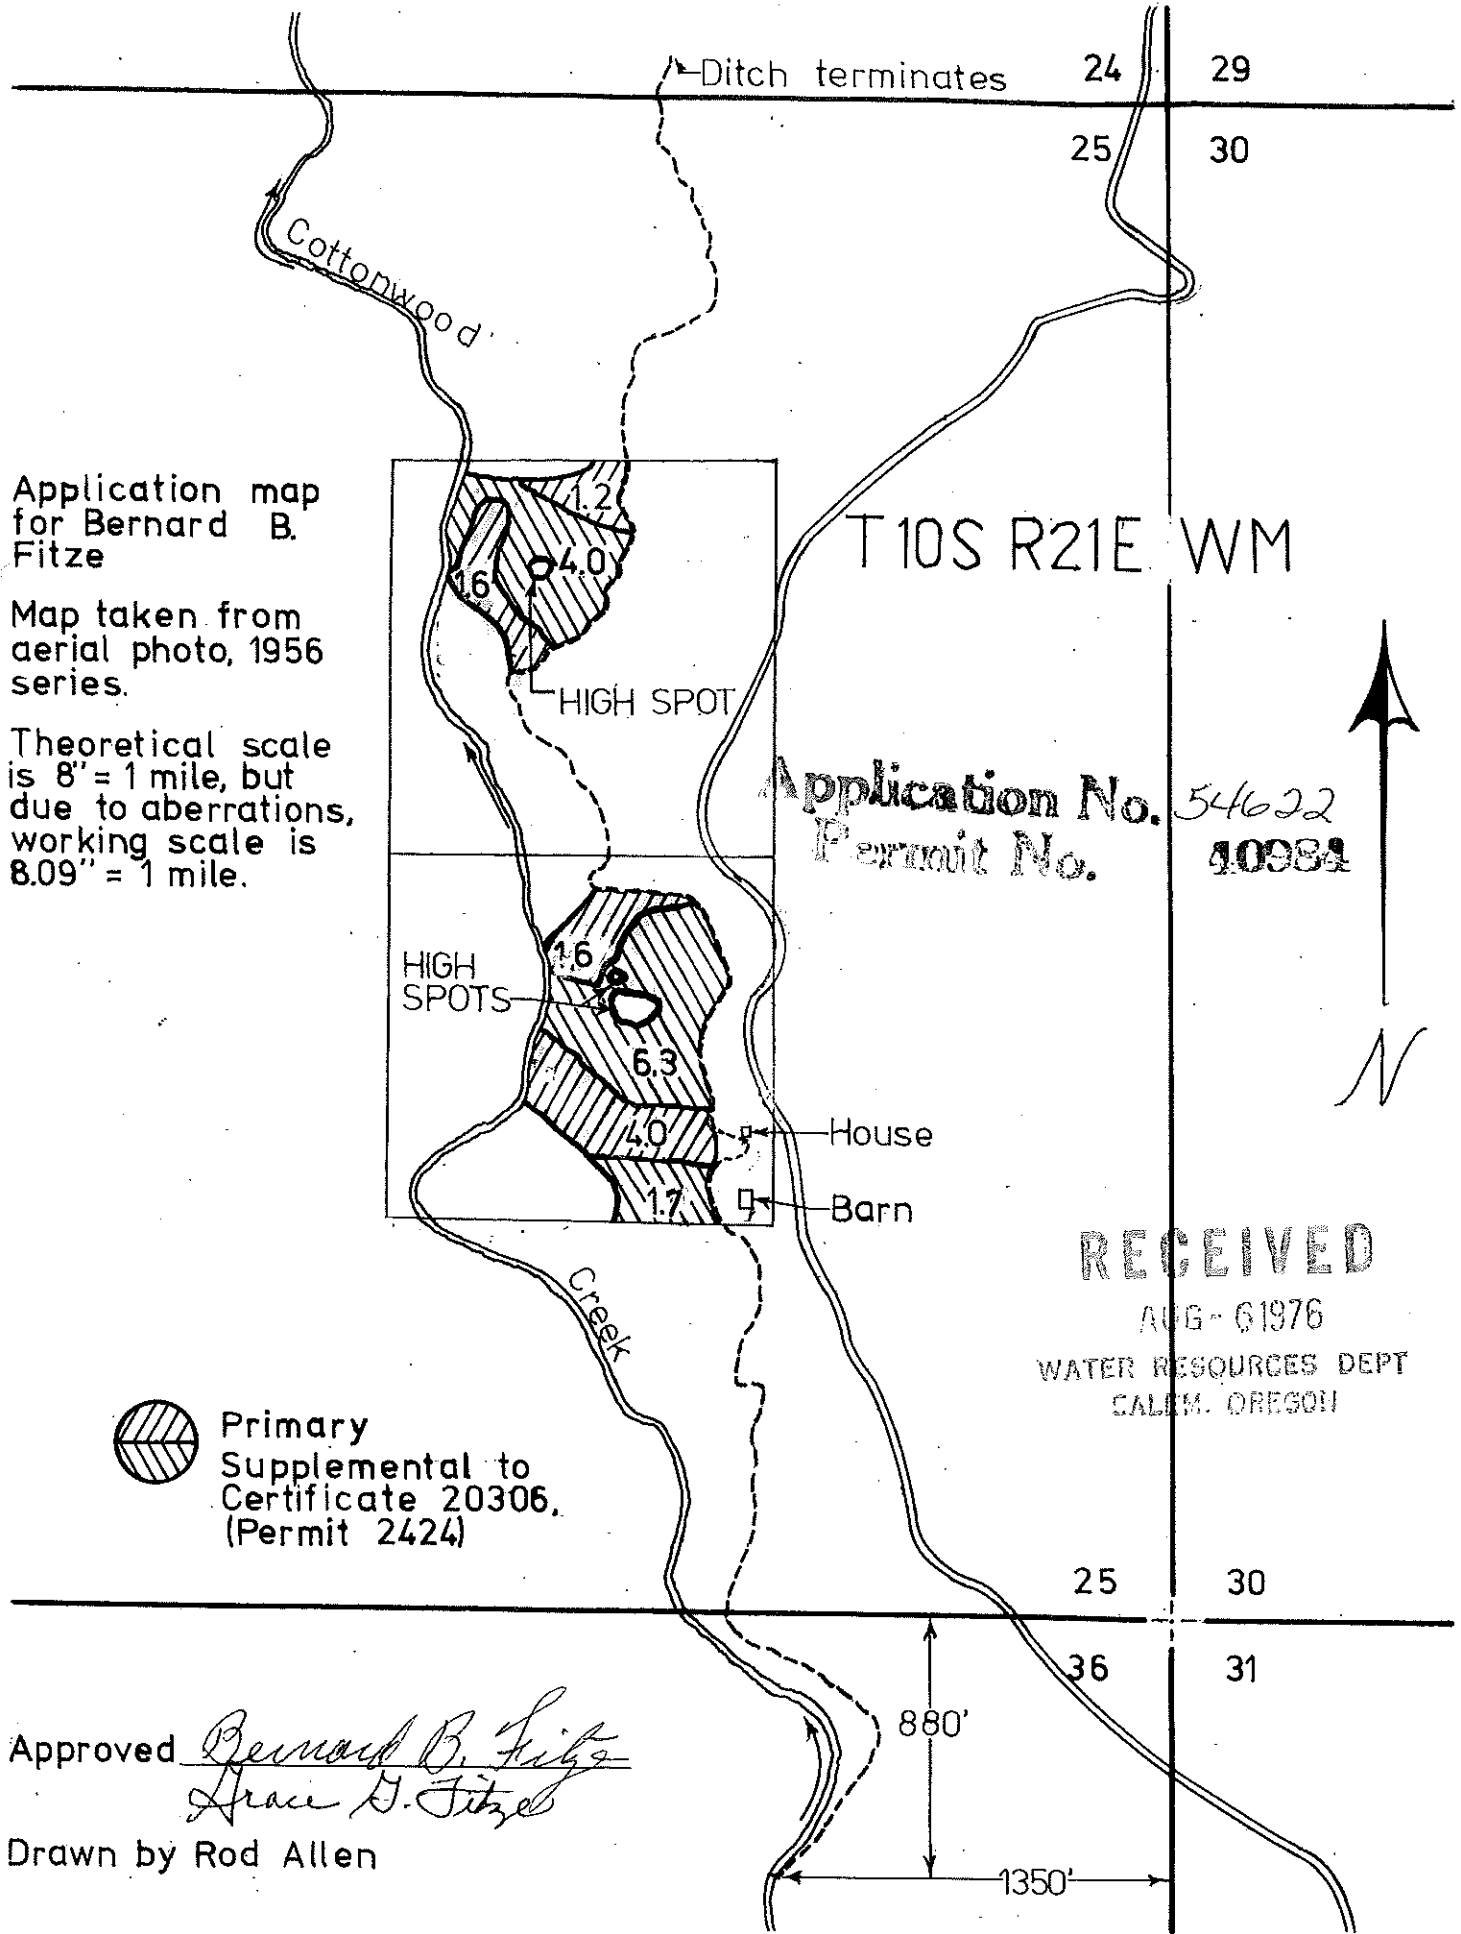 Ditch terminates
24 29
25 30
Cottonwood
Application map
for Bernard B.
Fitze
Map taken from
aerial photo, 1956
series.
Theoretical scale
is 8" = 1 mile, but
due to aberrations,
working scale is
8.09" = 1 mile.
1.2
4.0
1.6
HIGH SPOT
T10S R21E WM
Application No. 54622
Permit No. 40984
N
1.6
HIGH
SPOTS
6.3
4.0
House
1.7
Barn
Creek
RECEIVED
AUG - 6 1976
WATER RESOURCES DEPT
SALEM. OREGON
Primary
Supplemental to
Certificate 20306,
(Permit 2424)
25 30
36 31
880'
1350'
Approved Bernard B. Fitze
Grace G. Fitze
Drawn by Rod Allen